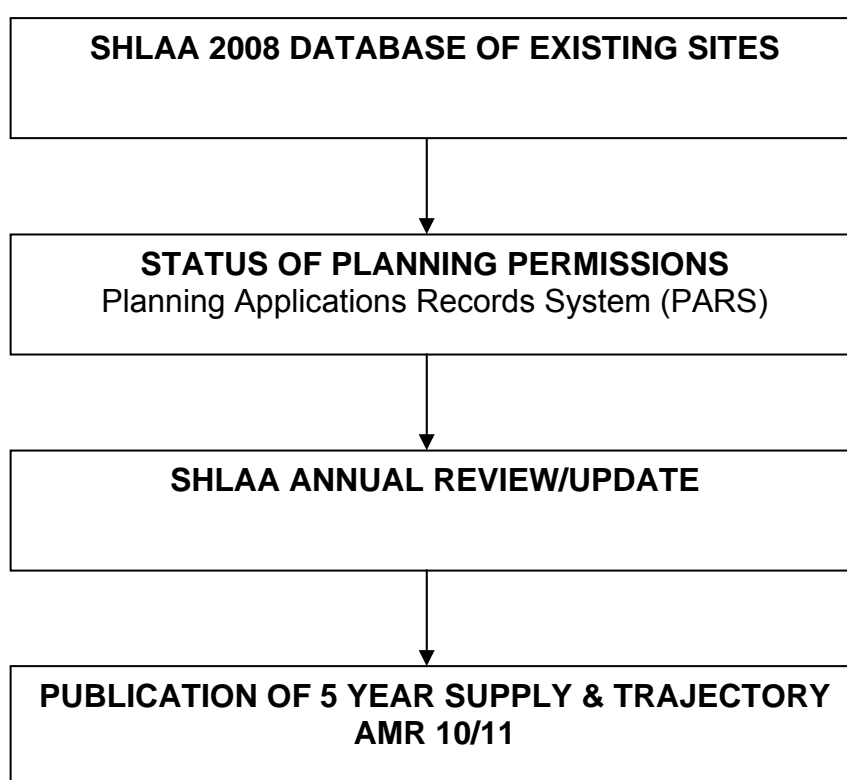 SHLAA 2008 DATABASE OF EXISTING SITES
STATUS OF PLANNING PERMISSIONS
Planning Applications Records System (PARS)
SHLAA ANNUAL REVIEW/UPDATE
PUBLICATION OF 5 YEAR SUPPLY & TRAJECTORY
AMR 10/11